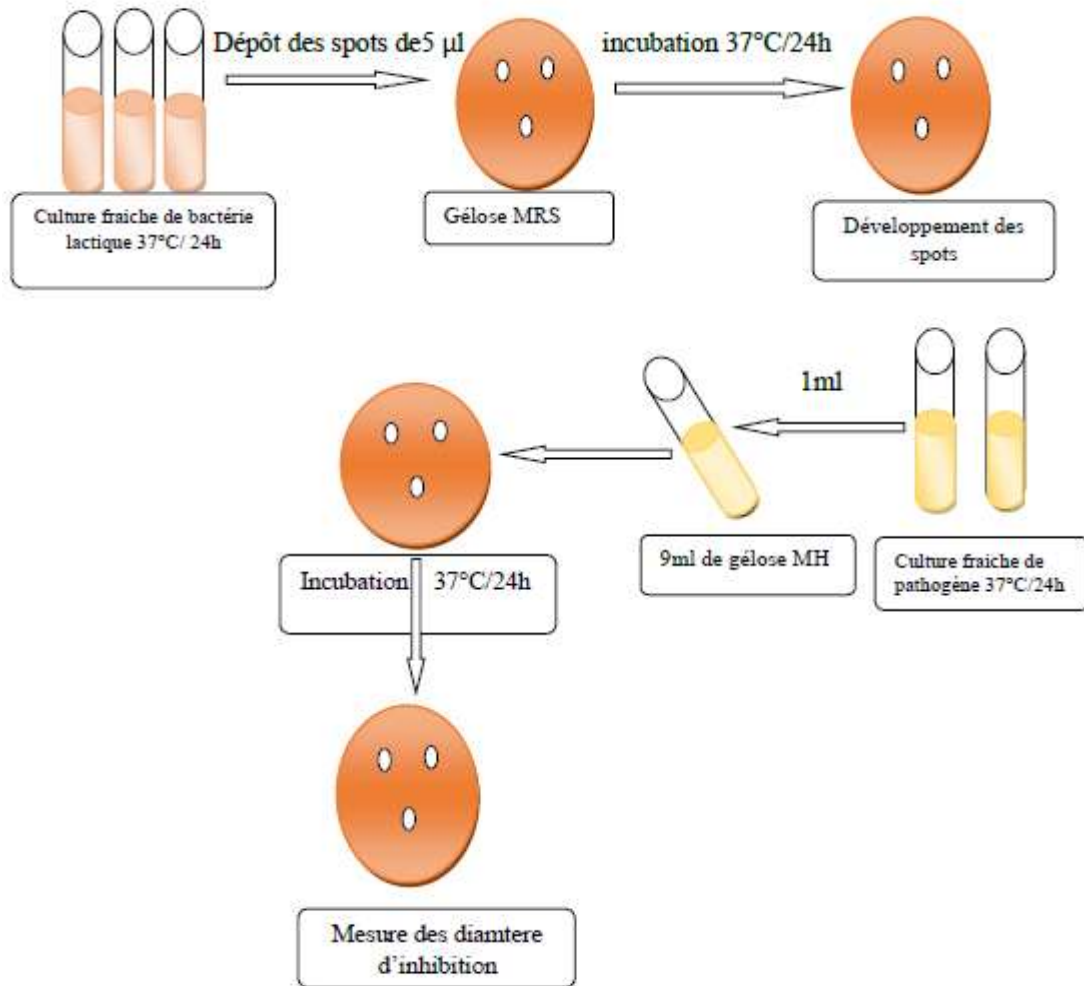 Dépôt des spots de5 µl
incubation 37°C/24h
Culture fraiche de bactérie
lactique 37°C/ 24h
Gélose MRS
Développement des
spots
1ml
9ml de gélose MH
Culture fraiche de
pathogéne 37°C/24h
Incubation 37°C/24h
Mesure des diamtere
d’inhibition